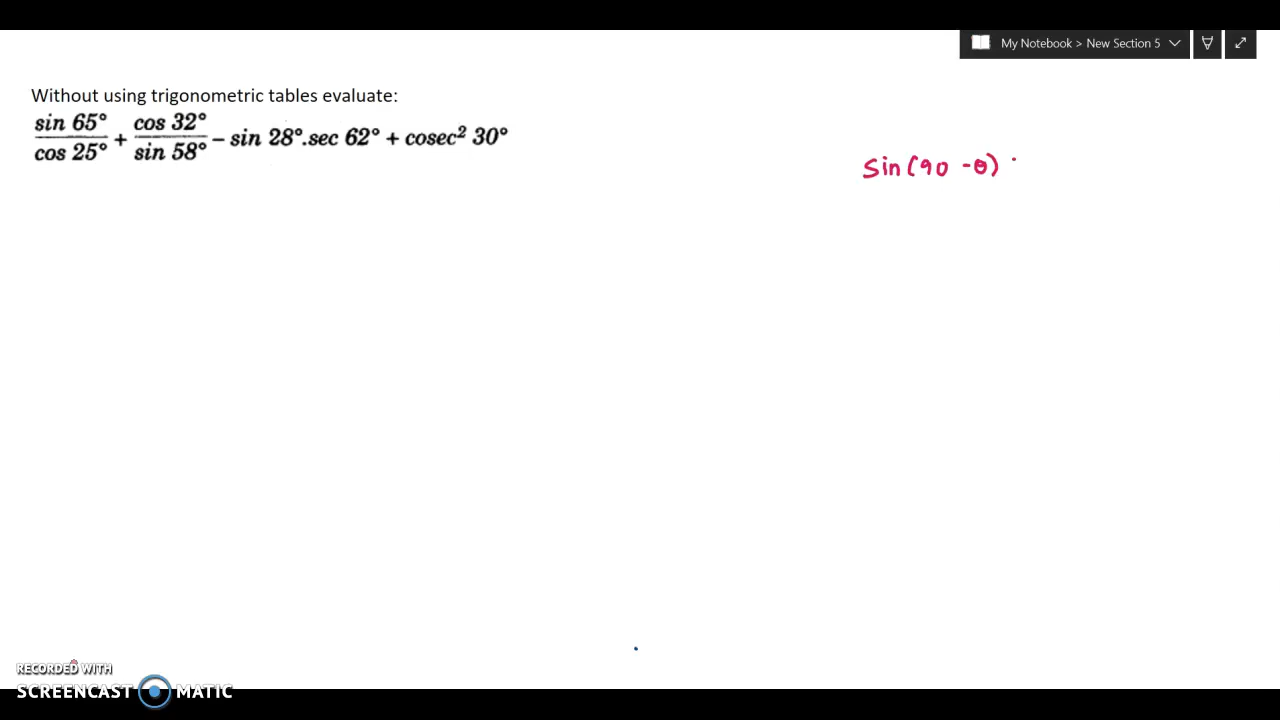 My Notebook > New Section 5
Without using trigonometric tables evaluate:
sin 65°/cos 25° + cos 32°/sin 58° – sin 28°.sec 62° + cosec² 30°
Sin(90 -θ)
RECORDED WITH
SCREENCAST MATIC